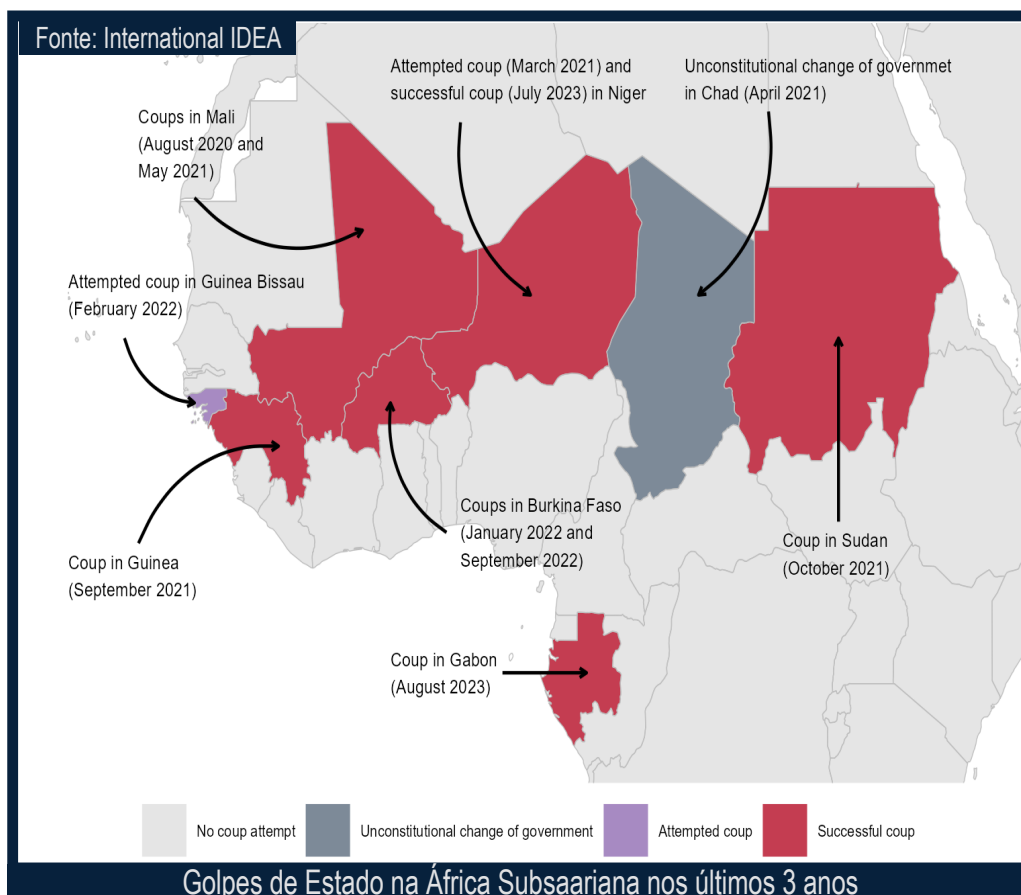 Fonte: International IDEA
Attempted coup (March 2021) and
successful coup (July 2023) in Niger
Unconstitutional change of governmet
in Chad (April 2021)
Coups in Mali
(August 2020 and
May 2021)
Attempted coup in Guinea Bissau
(February 2022)
Coups in Burkina Faso
(January 2022 and
September 2022)
Coup in Sudan
(October 2021)
Coup in Guinea
(September 2021)
Coup in Gabon
(August 2023)
No coup attempt
Unconstitutional change of government
Attempted coup
Successful coup
Golpes de Estado na África Subsaariana nos últimos 3 anos